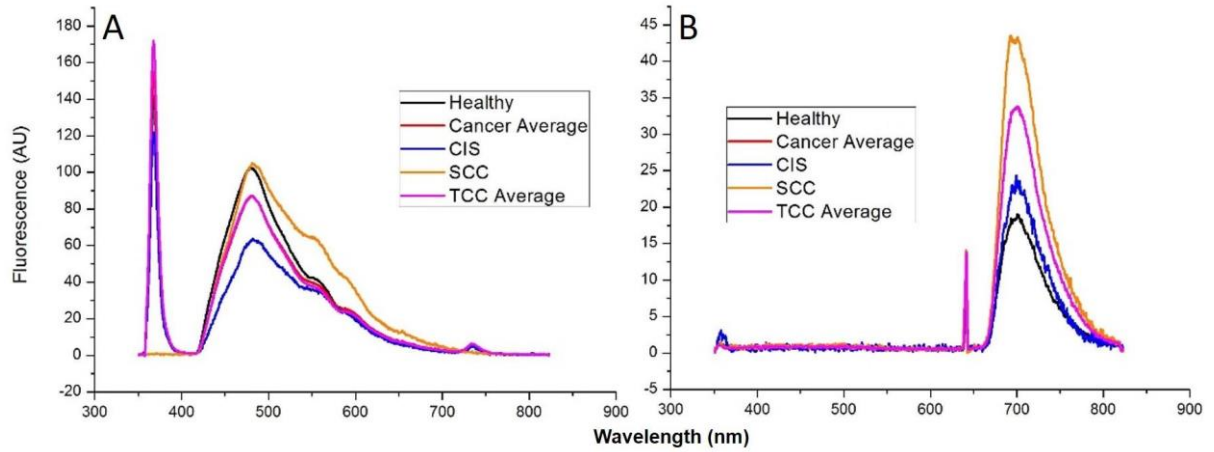 A
180
160
140
120
100
80
60
40
20
0
-20
Fluorescence (AU)
300
400
500
600
700
800
900
Healthy
Cancer Average
CIS
SCC
TCC Average
B
45
40
35
30
25
20
15
10
5
0
-5
300
400
500
600
700
800
900
Healthy
Cancer Average
CIS
SCC
TCC Average
Wavelength (nm)